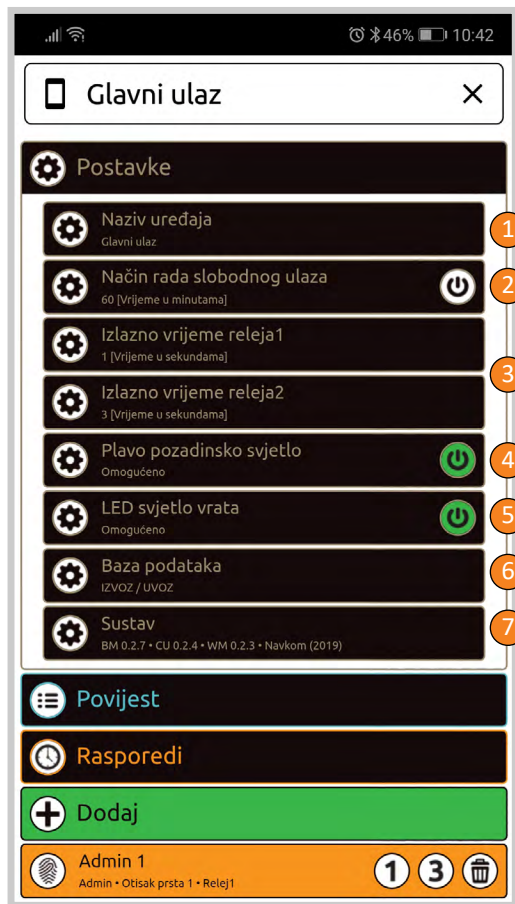 46% 10:42
Glavni ulaz
Postavke
Naziv uređaja
Glavni ulaz
1
Način rada slobodnog ulaza
60 [Vrijeme u minutama]
2
Izlazno vrijeme releja1
1 [Vrijeme u sekundama]
3
Izlazno vrijeme releja2
3 [Vrijeme u sekundama]
Plavo pozadinsko svjetlo
Omogućeno
4
LED svjetlo vrata
Omogućeno
5
Baza podataka
IZVOZ / UVOZ
6
Sustav
BM 0.2.7 • CU 0.2.4 • WM 0.2.3 • Navkom (2019)
7
Povijest
Rasporedi
Dodaj
Admin 1
Admin • Otisak prsta 1 • Relej1
1 3